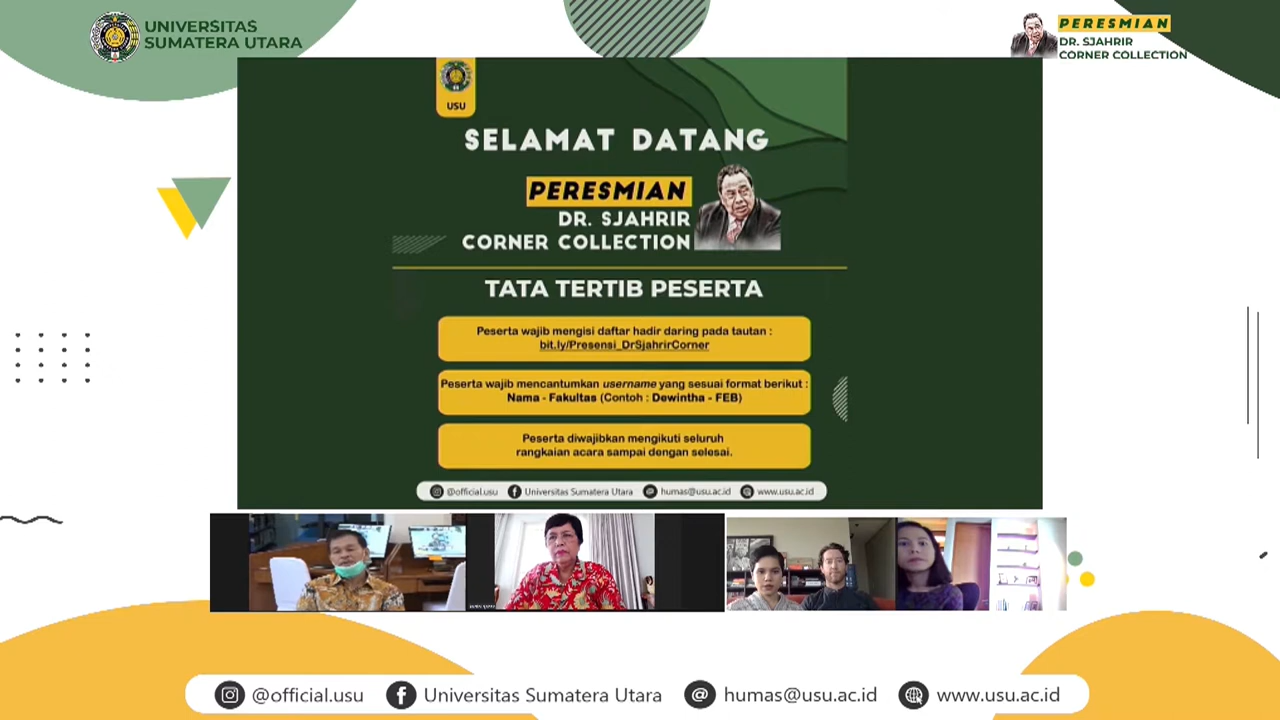 UNIVERSITAS
SUMATERA UTARA
PERESMIAN
DR. SJAHRIR
CORNER COLLECTION
USU
SELAMAT DATANG
PERESMIAN
DR. SJAHRIR
CORNER COLLECTION
TATA TERTIB PESERTA
Peserta wajib mengisi daftar hadir daring pada tautan :
bit.ly/Presensi_DrSjahrirCorner
Peserta wajib mencantumkan username yang sesuai format berikut :
Nama - Fakultas (Contoh : Dewintha - FEB)
Peserta diwajibkan mengikuti seluruh
rangkaian acara sampai dengan selesai.
@official.usu Universitas Sumatera Utara humas@usu.ac.id www.usu.ac.id
@official.usu Universitas Sumatera Utara humas@usu.ac.id www.usu.ac.id